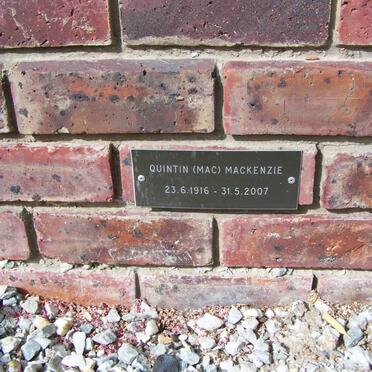 QUINTIN (MAC) MACKENZIE
23.6.1916 - 31.5.2007